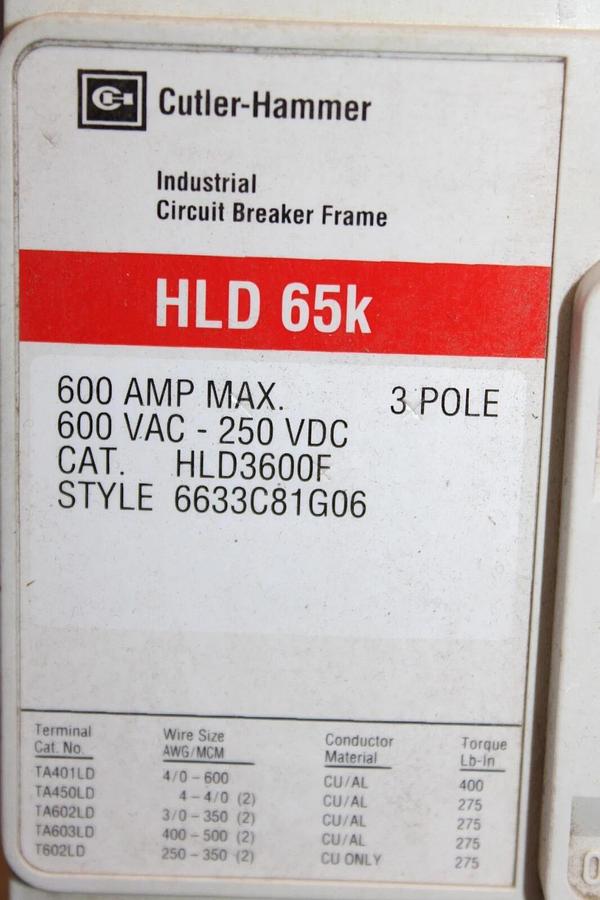 Cutler-Hammer
Industrial
Circuit Breaker Frame
HLD 65k
600 AMP MAX. 3 POLE
600 VAC - 250 VDC
CAT. HLD3600F
STYLE 6633C81G06
Terminal Cat. No. Wire Size AWG/MCM Conductor Material Torque Lb-In
TA401LD 4/0 - 600 CU/AL 400
TA450LD 4 - 4/0 (2) CU/AL 275
TA602LD 3/0 - 350 (2) CU/AL 275
TA603LD 400 - 500 (2) CU/AL 275
T602LD 250 - 350 (2) CU ONLY 275